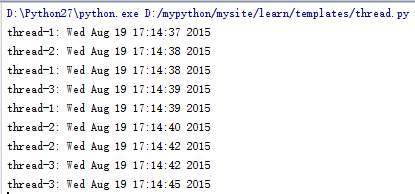 D:\Python27\python.exe D:/mypython/mysite/learn/templates/thread.py
thread-1: Wed Aug 19 17:14:37 2015
thread-2: Wed Aug 19 17:14:38 2015
thread-1: Wed Aug 19 17:14:38 2015
thread-3: Wed Aug 19 17:14:39 2015
thread-1: Wed Aug 19 17:14:39 2015
thread-2: Wed Aug 19 17:14:40 2015
thread-2: Wed Aug 19 17:14:42 2015
thread-3: Wed Aug 19 17:14:42 2015
thread-3: Wed Aug 19 17:14:45 2015